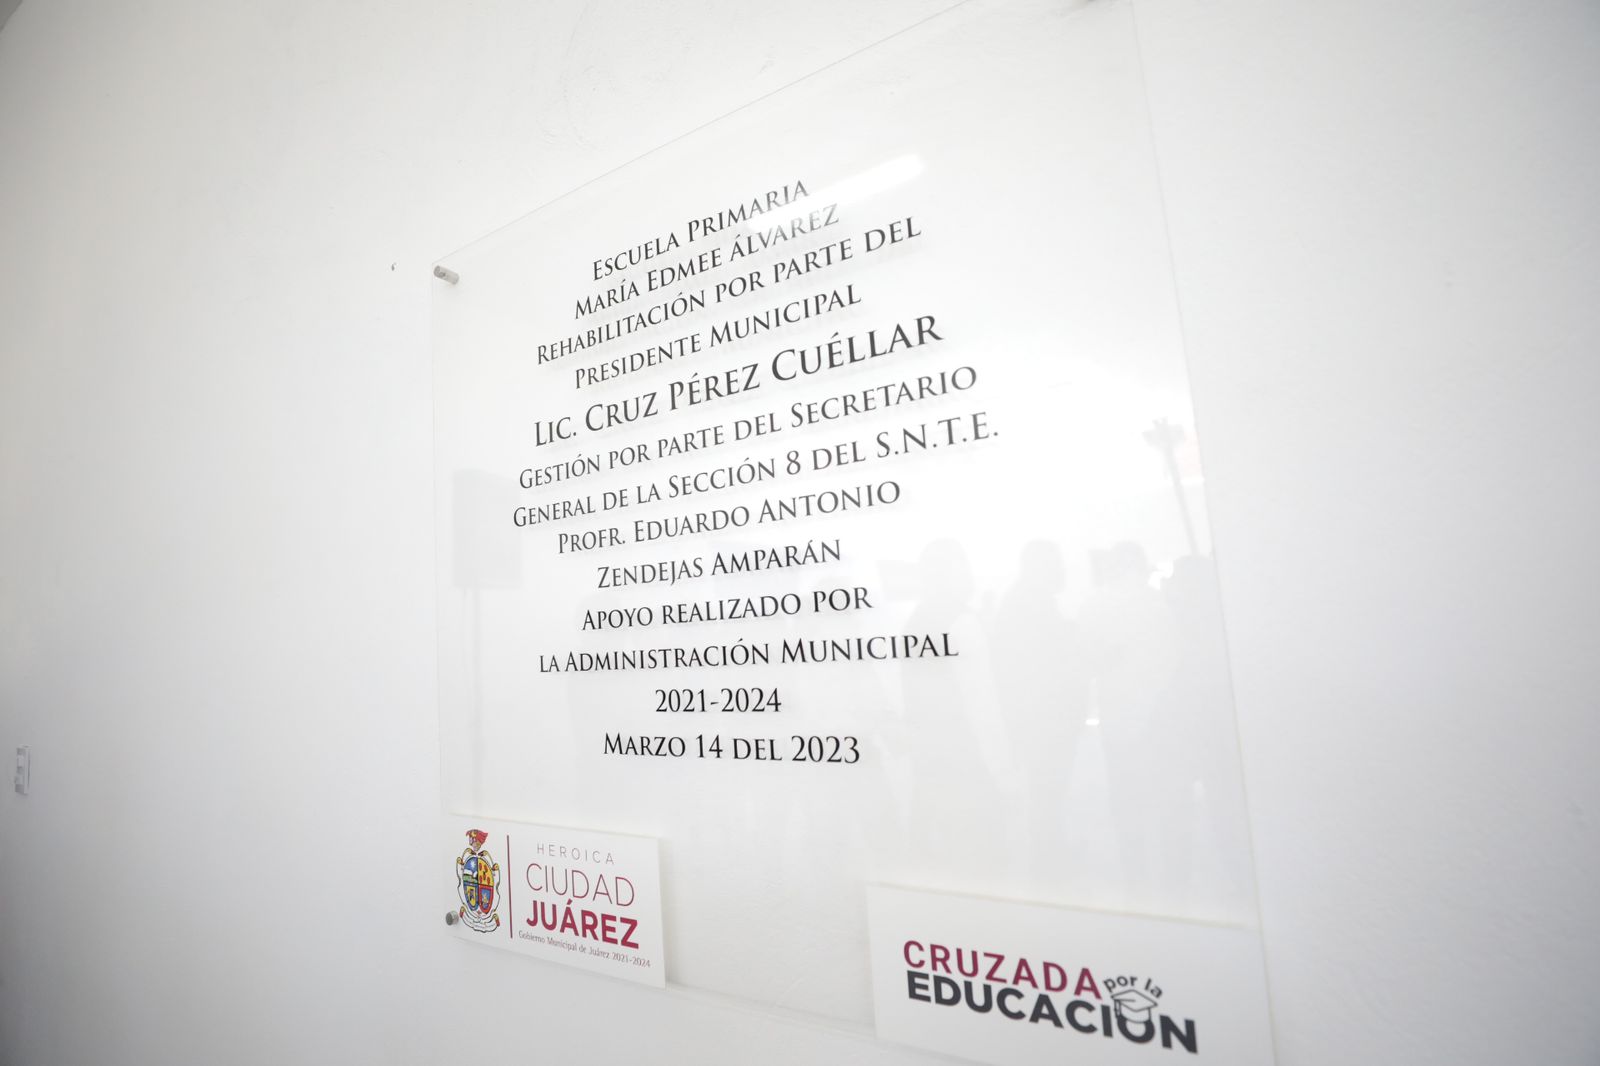 Escuela Primaria
María Edmee Álvarez
Rehabilitación por parte del
Presidente Municipal
Lic. Cruz Pérez Cuéllar
Gestión por parte del Secretario
General de la Sección 8 del S.N.T.E.
Profr. Eduardo Antonio
Zendejas Amparán
Apoyo realizado por
la Administración Municipal
2021-2024
Marzo 14 del 2023
HEROICA
CIUDAD
JUÁREZ
Gobierno Municipal de Juárez 2021-2024
CRUZADA por la
EDUCACIÓN